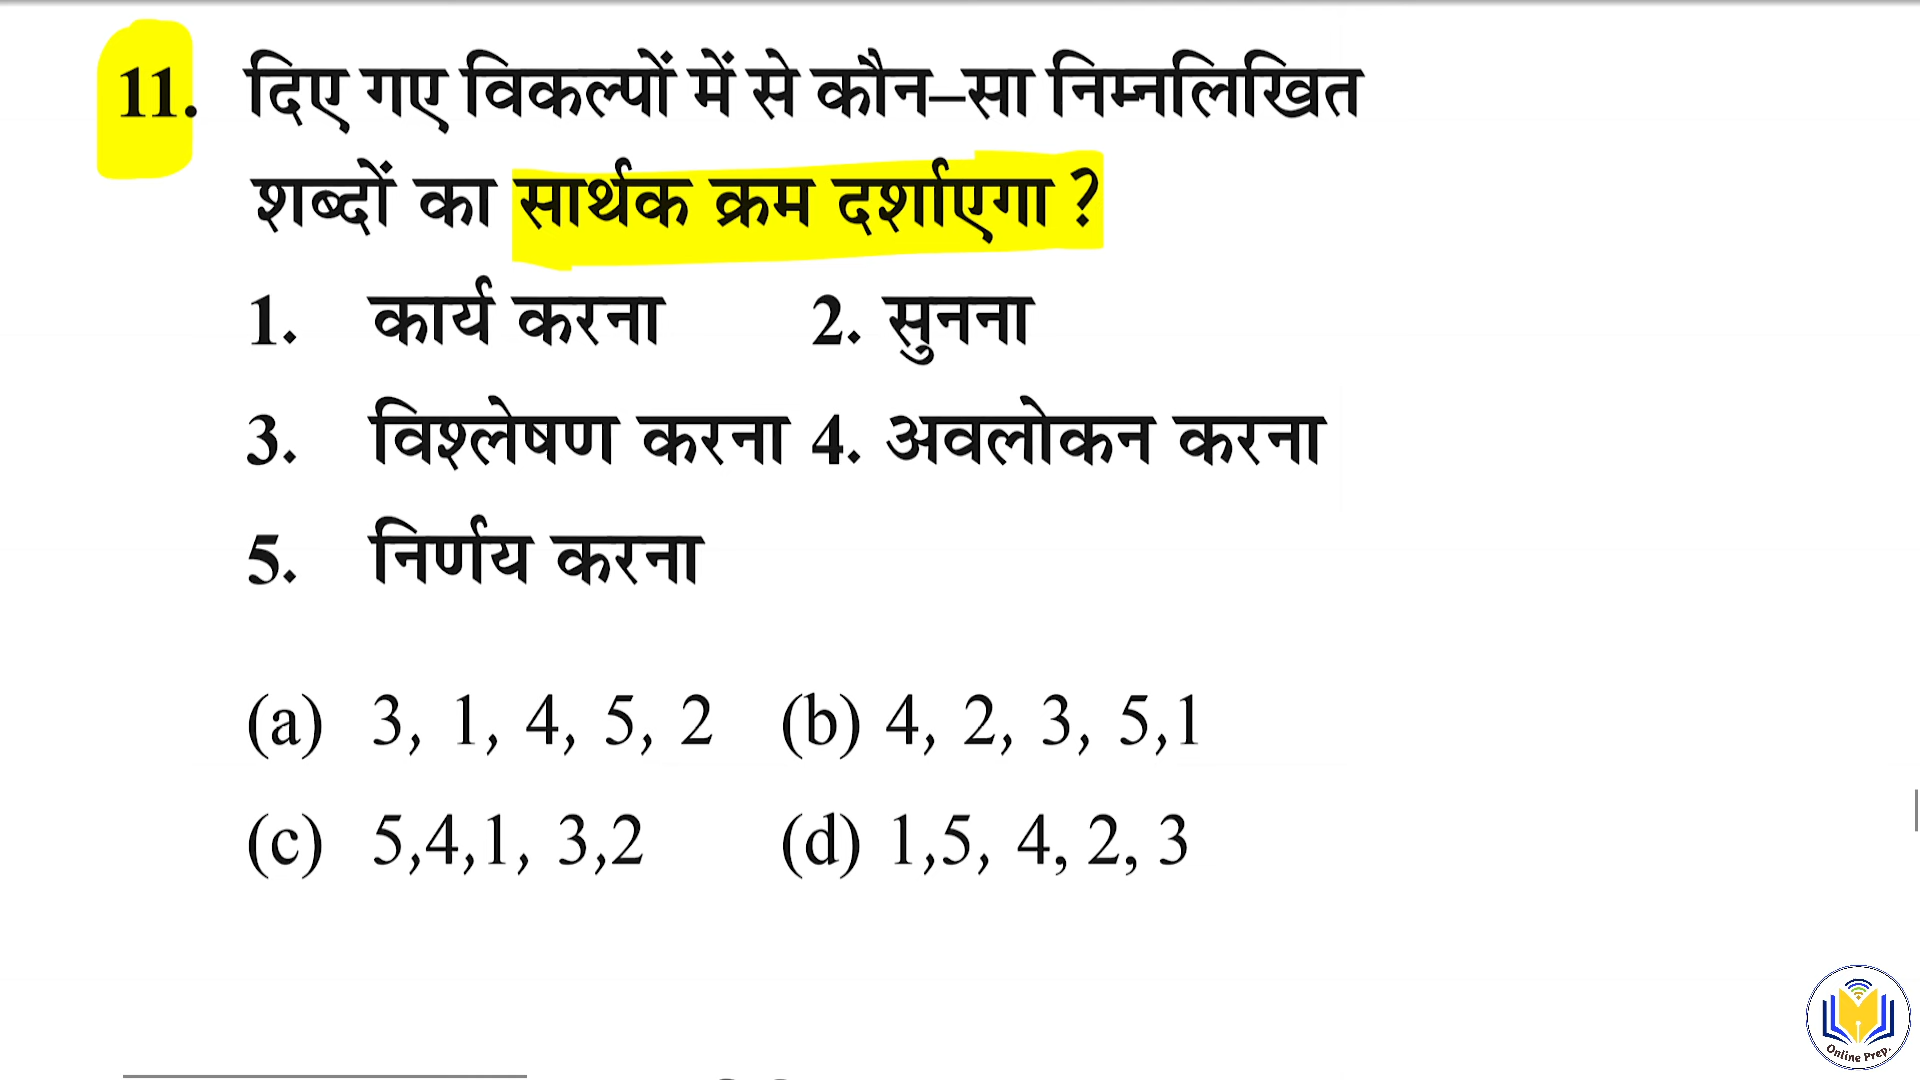 11. दिए गए विकल्पों में से कौन–सा निम्नलिखित
शब्दों का सार्थक क्रम दर्शाएगा ?
1. कार्य करना 2. सुनना
3. विश्लेषण करना 4. अवलोकन करना
5. निर्णय करना
(a) 3, 1, 4, 5, 2 (b) 4, 2, 3, 5,1
(c) 5,4,1, 3,2 (d) 1,5, 4, 2, 3
Online Prep.